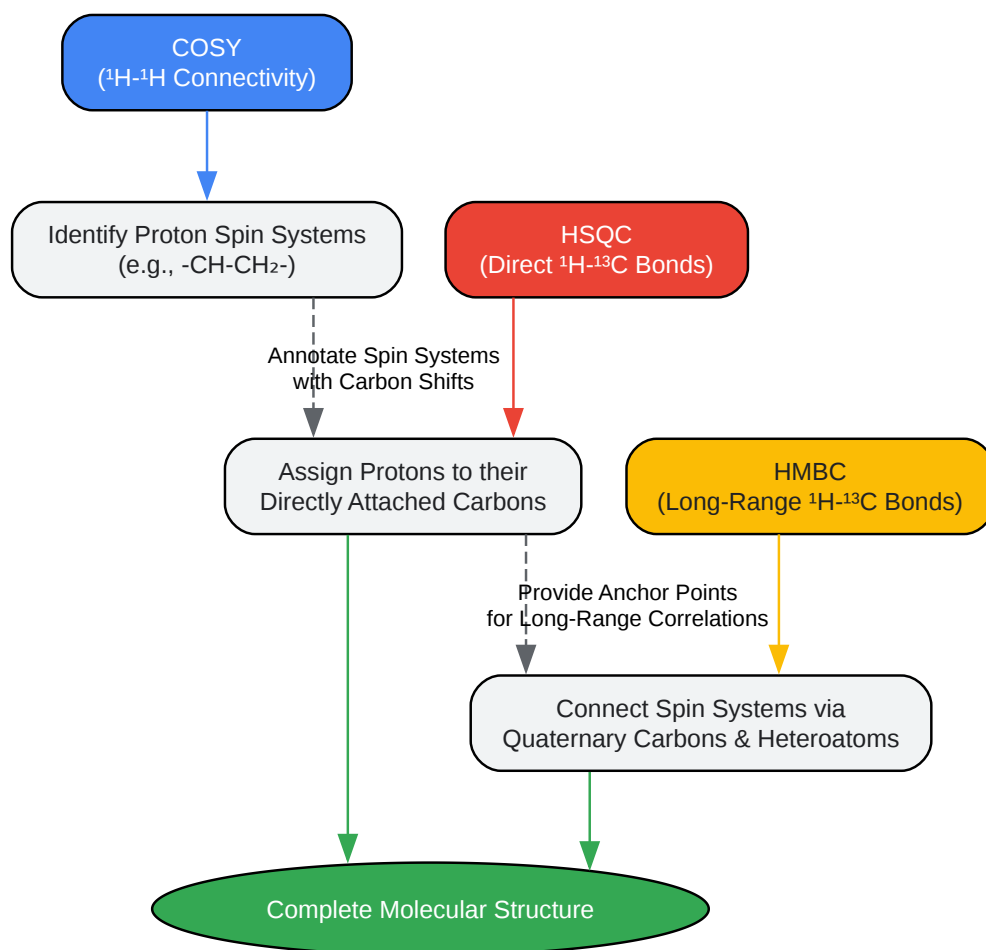 COSY
(¹H-¹H Connectivity)
Identify Proton Spin Systems
(e.g., -CH-CH₂-)
HSQC
(Direct ¹H-¹³C Bonds)
Annotate Spin Systems
with Carbon Shifts
Assign Protons to their
Directly Attached Carbons
HMBC
(Long-Range ¹H-¹³C Bonds)
Provide Anchor Points
for Long-Range Correlations
Connect Spin Systems via
Quaternary Carbons & Heteroatoms
Complete Molecular Structure